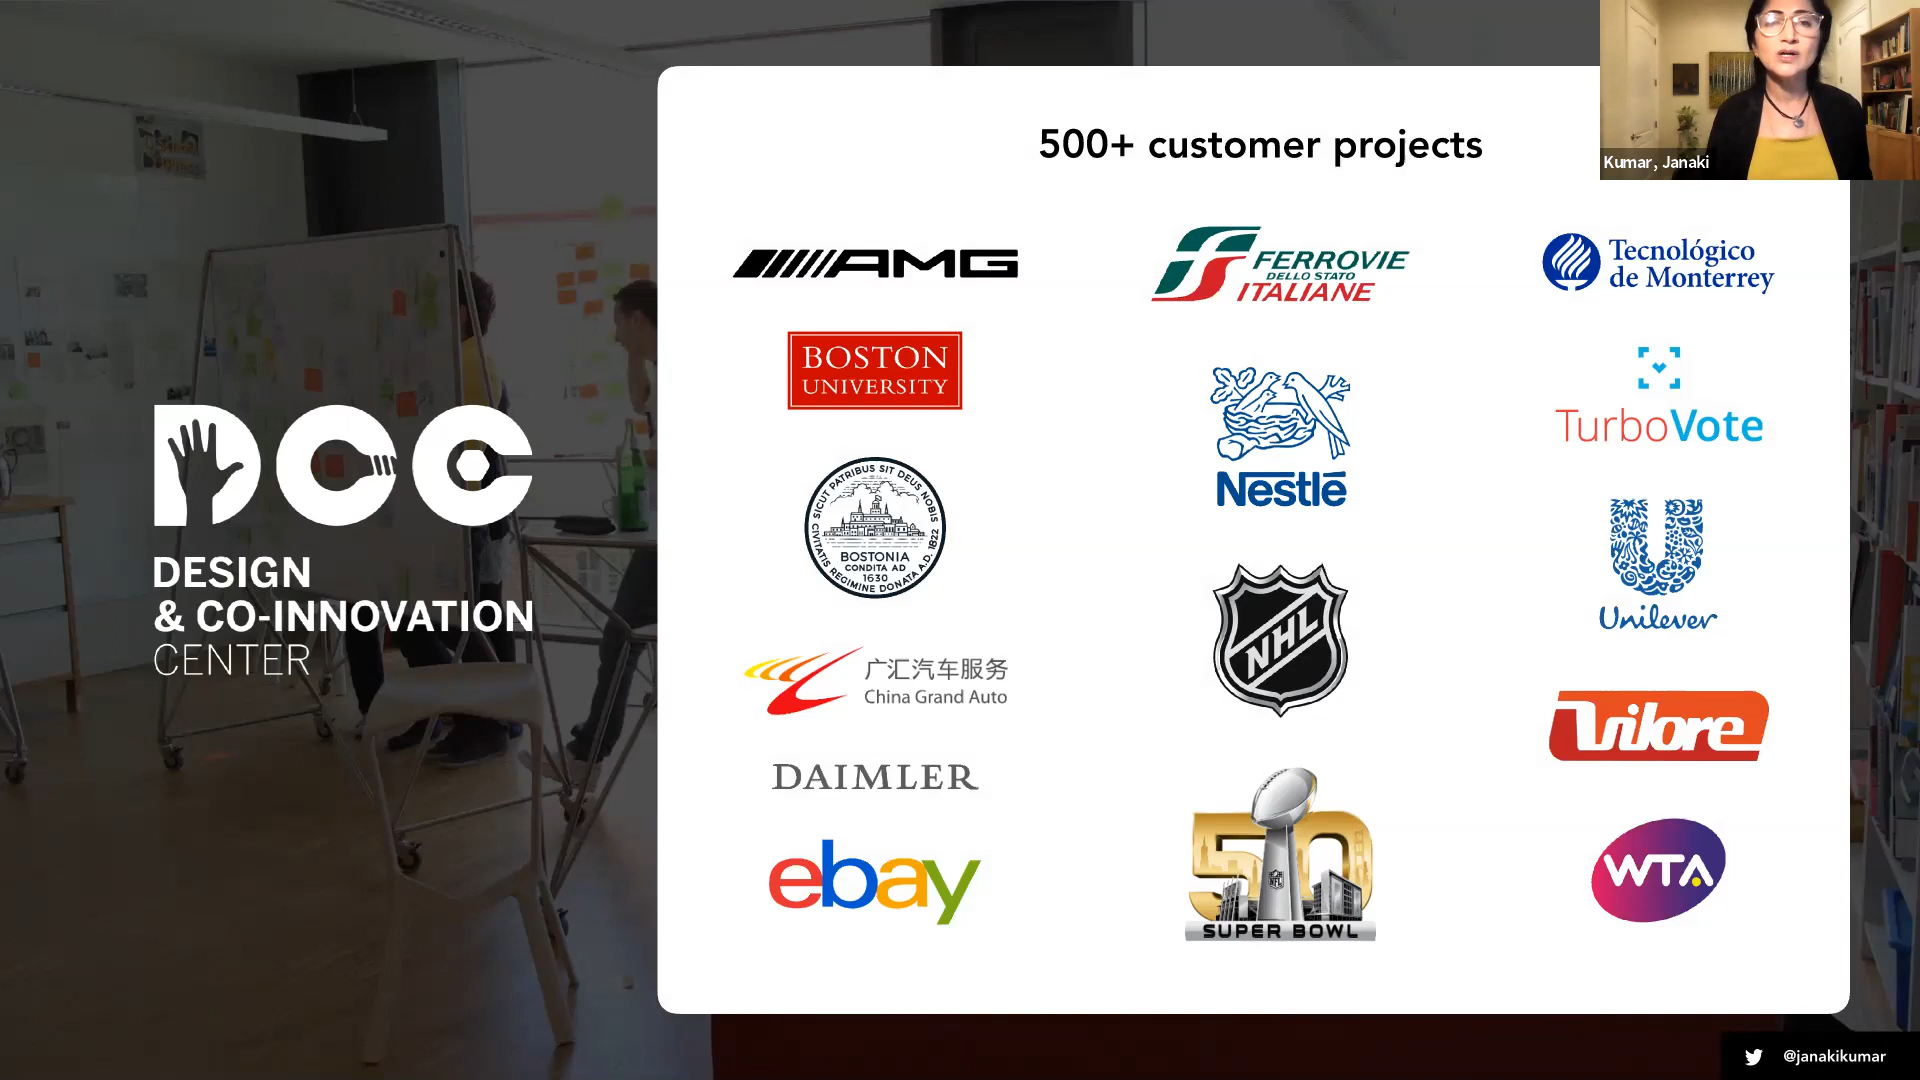 DCC
DESIGN
& CO-INNOVATION
CENTER
500+ customer projects
AMG
BOSTON
UNIVERSITY
SICUT PATRIBUS SIT DEUS NOBIS
CIVITATIS REGIMINE DONATA A.D. 1822
BOSTONIA
CONDITA AD
1630
广汇汽车服务
China Grand Auto
DAIMLER
ebay
FERROVIE
DELLO STATO
ITALIANE
Nestlé
NHL
50
NFL
SUPER BOWL
Tecnológico
de Monterrey
TurboVote
Unilever
Vilore
WTA
Kumar, Janaki
@janakikumar